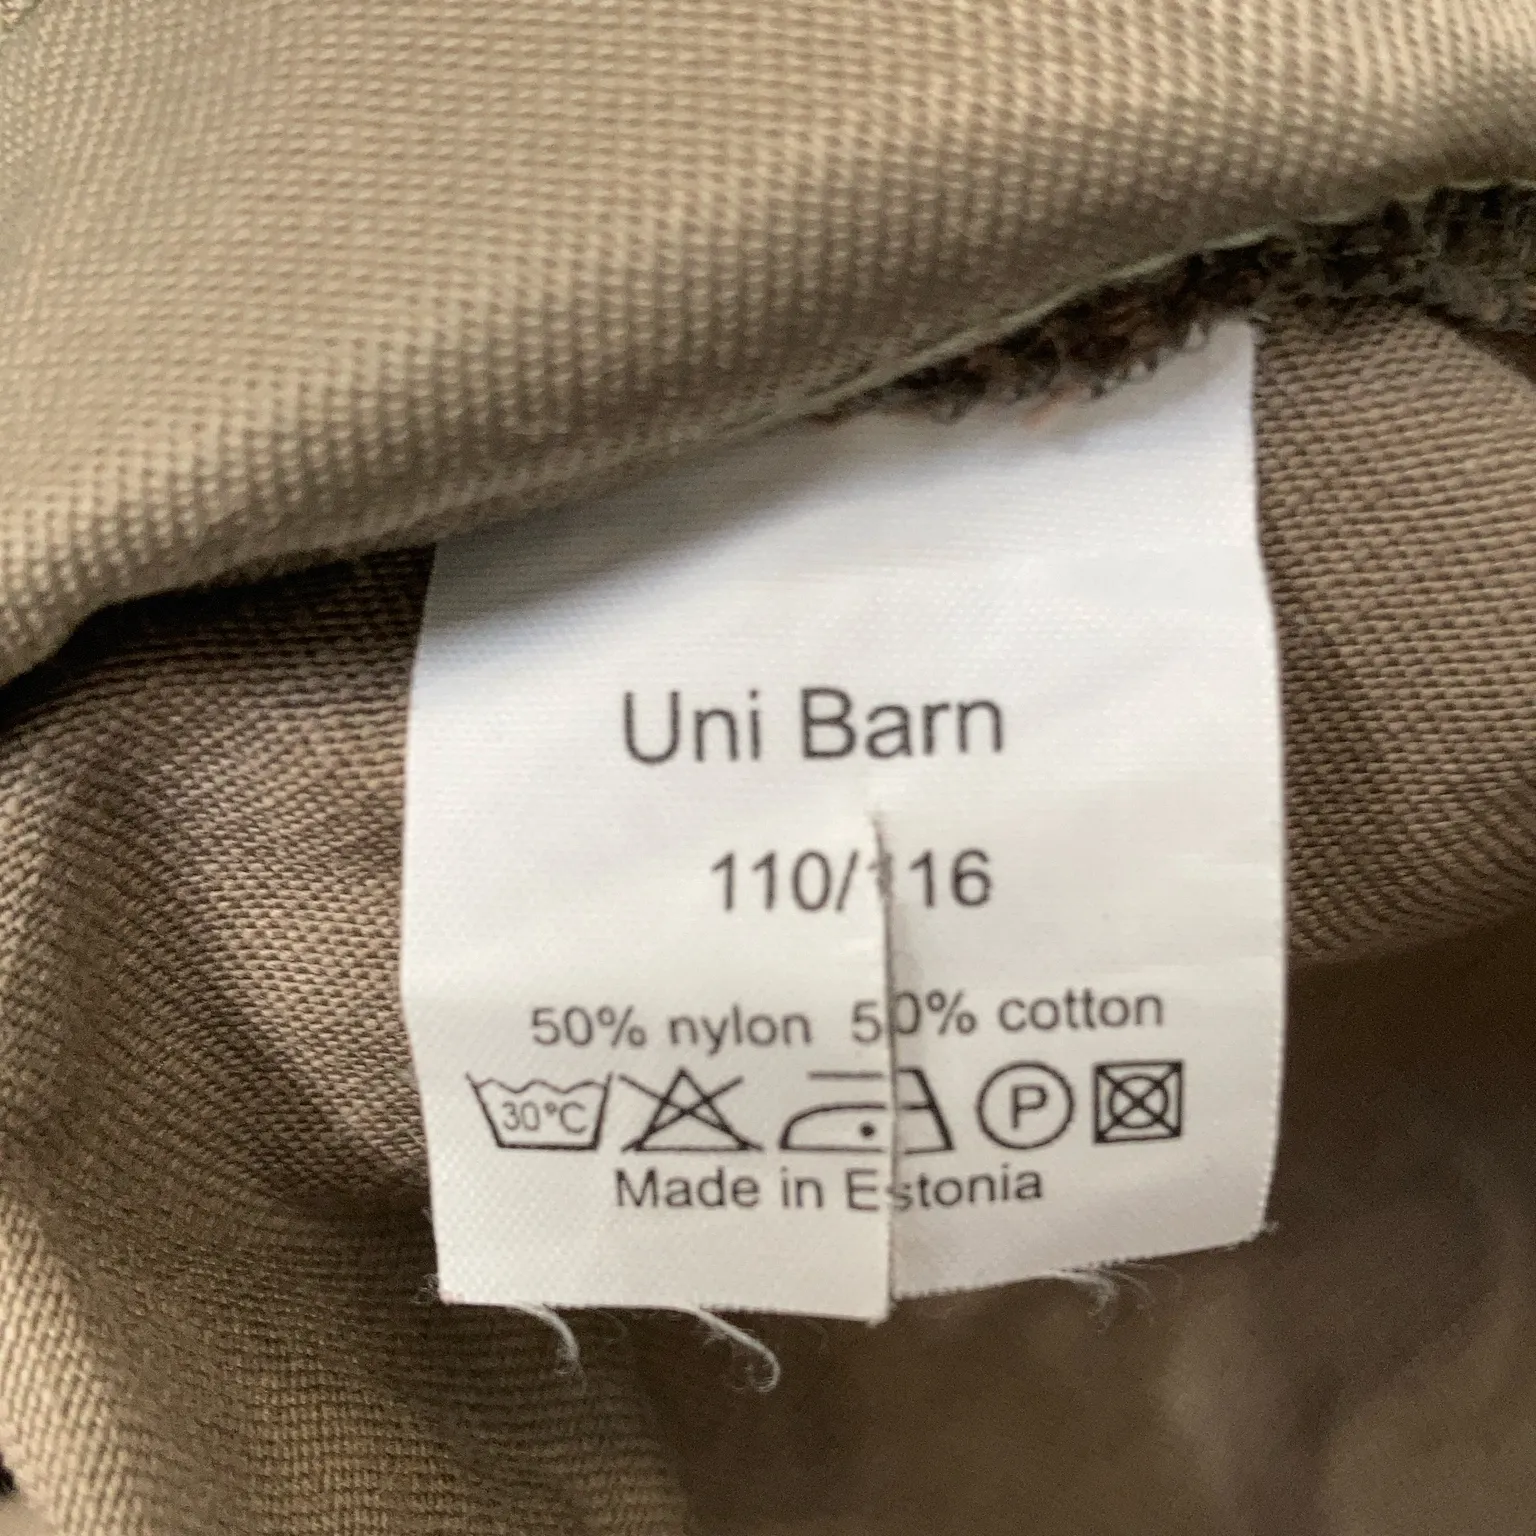 Uni Barn
110/116
50% nylon 50% cotton
30°C P
Made in Estonia